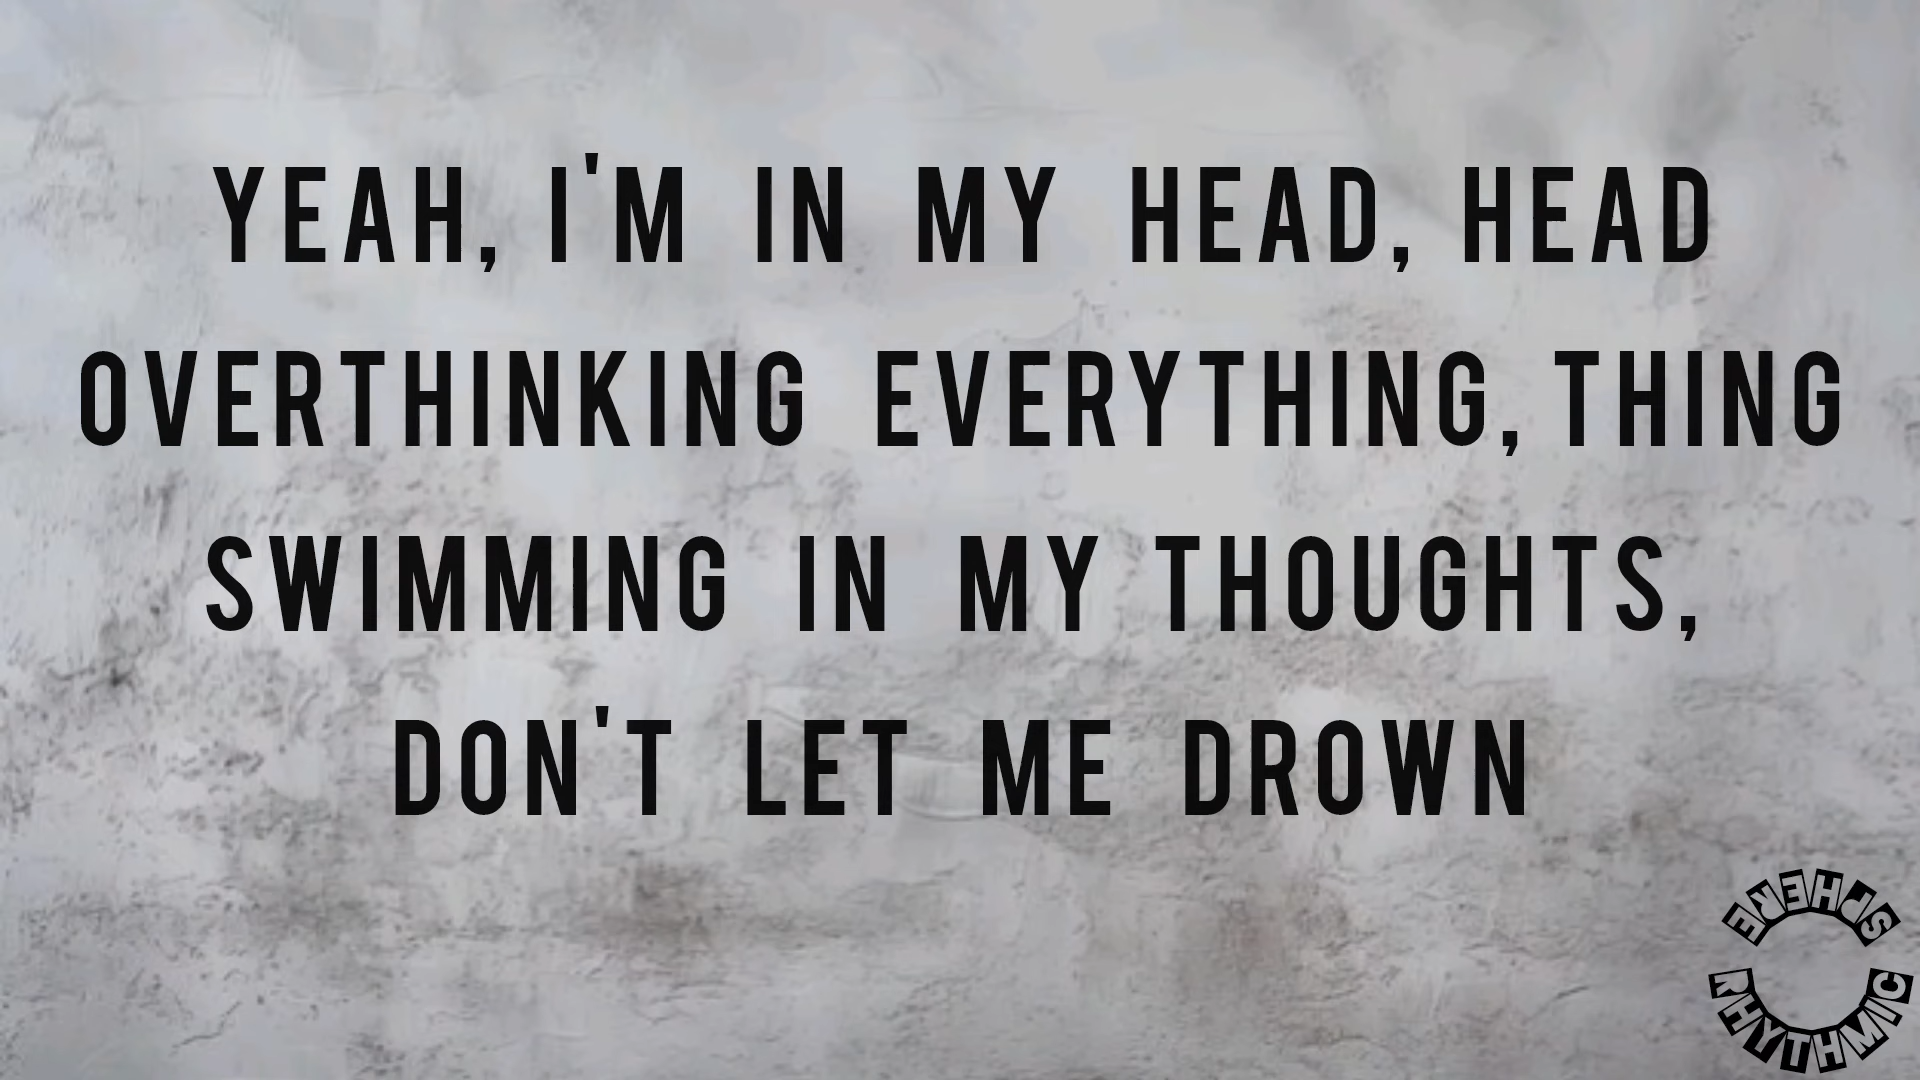 YEAH, I'M IN MY HEAD, HEAD
OVERTHINKING EVERYTHING, THING
SWIMMING IN MY THOUGHTS,
DON'T LET ME DROWN
SPHERE
RHYTHMIC